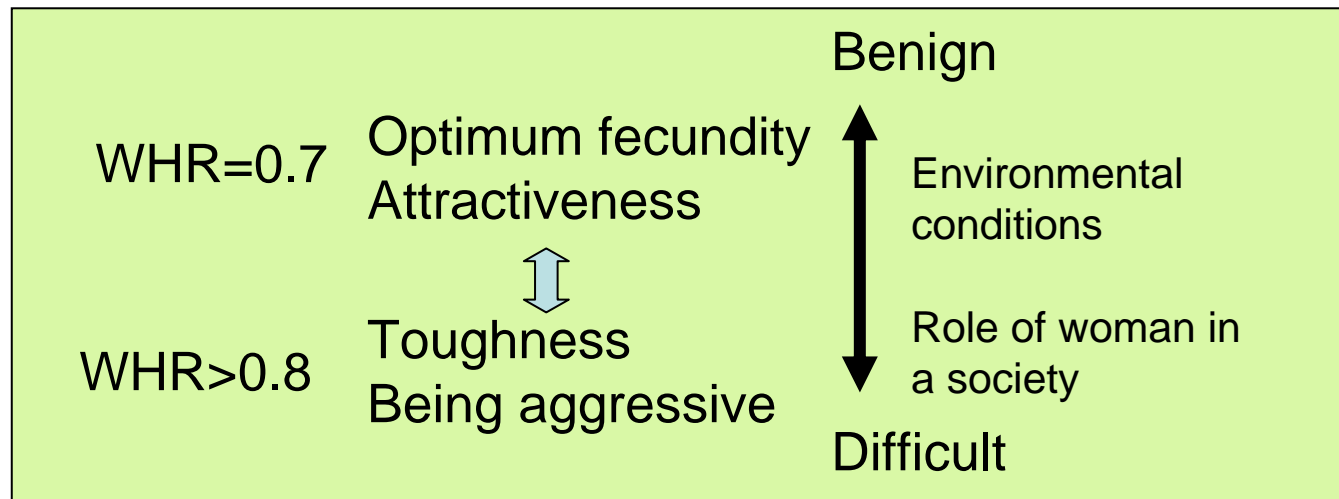 Benign
WHR=0.7
Optimum fecundity
Attractiveness
Environmental
conditions
WHR>0.8
Toughness
Being aggressive
Role of woman in
a society
Difficult